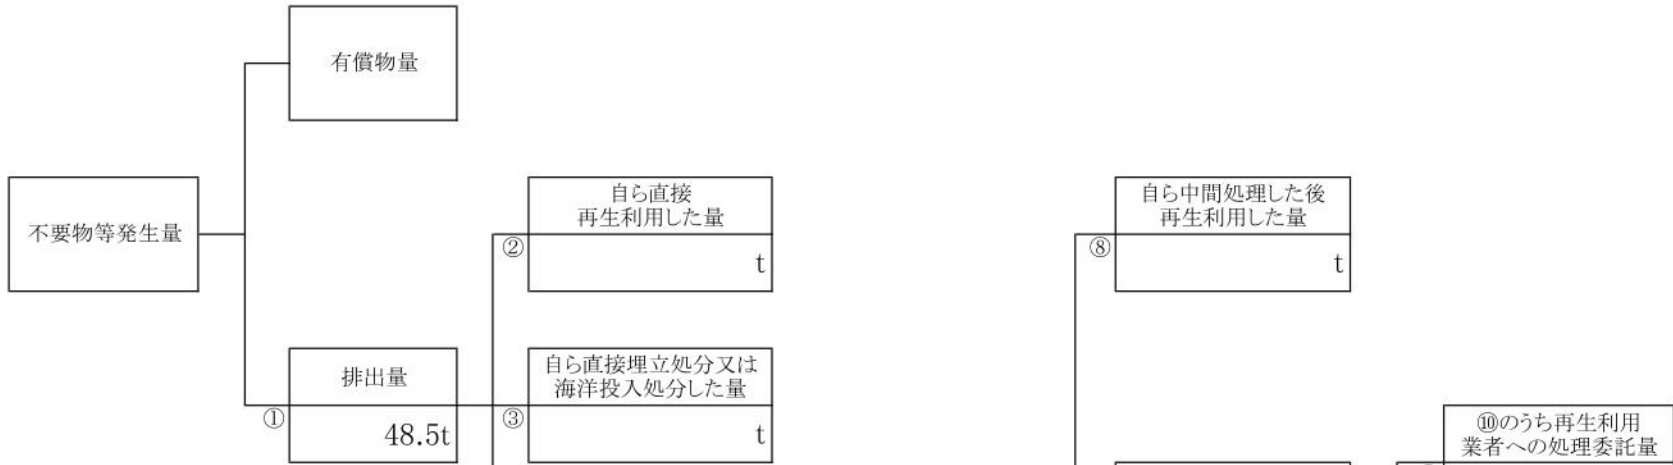 有償物量
不要物等発生量
自ら直接
再生利用した量
②
t
自ら中間処理した後
再生利用した量
⑧
t
排出量
①
48.5t
自ら直接埋立処分又は
海洋投入処分した量
③
t
⑩のうち再生利用
業者への処理委託量